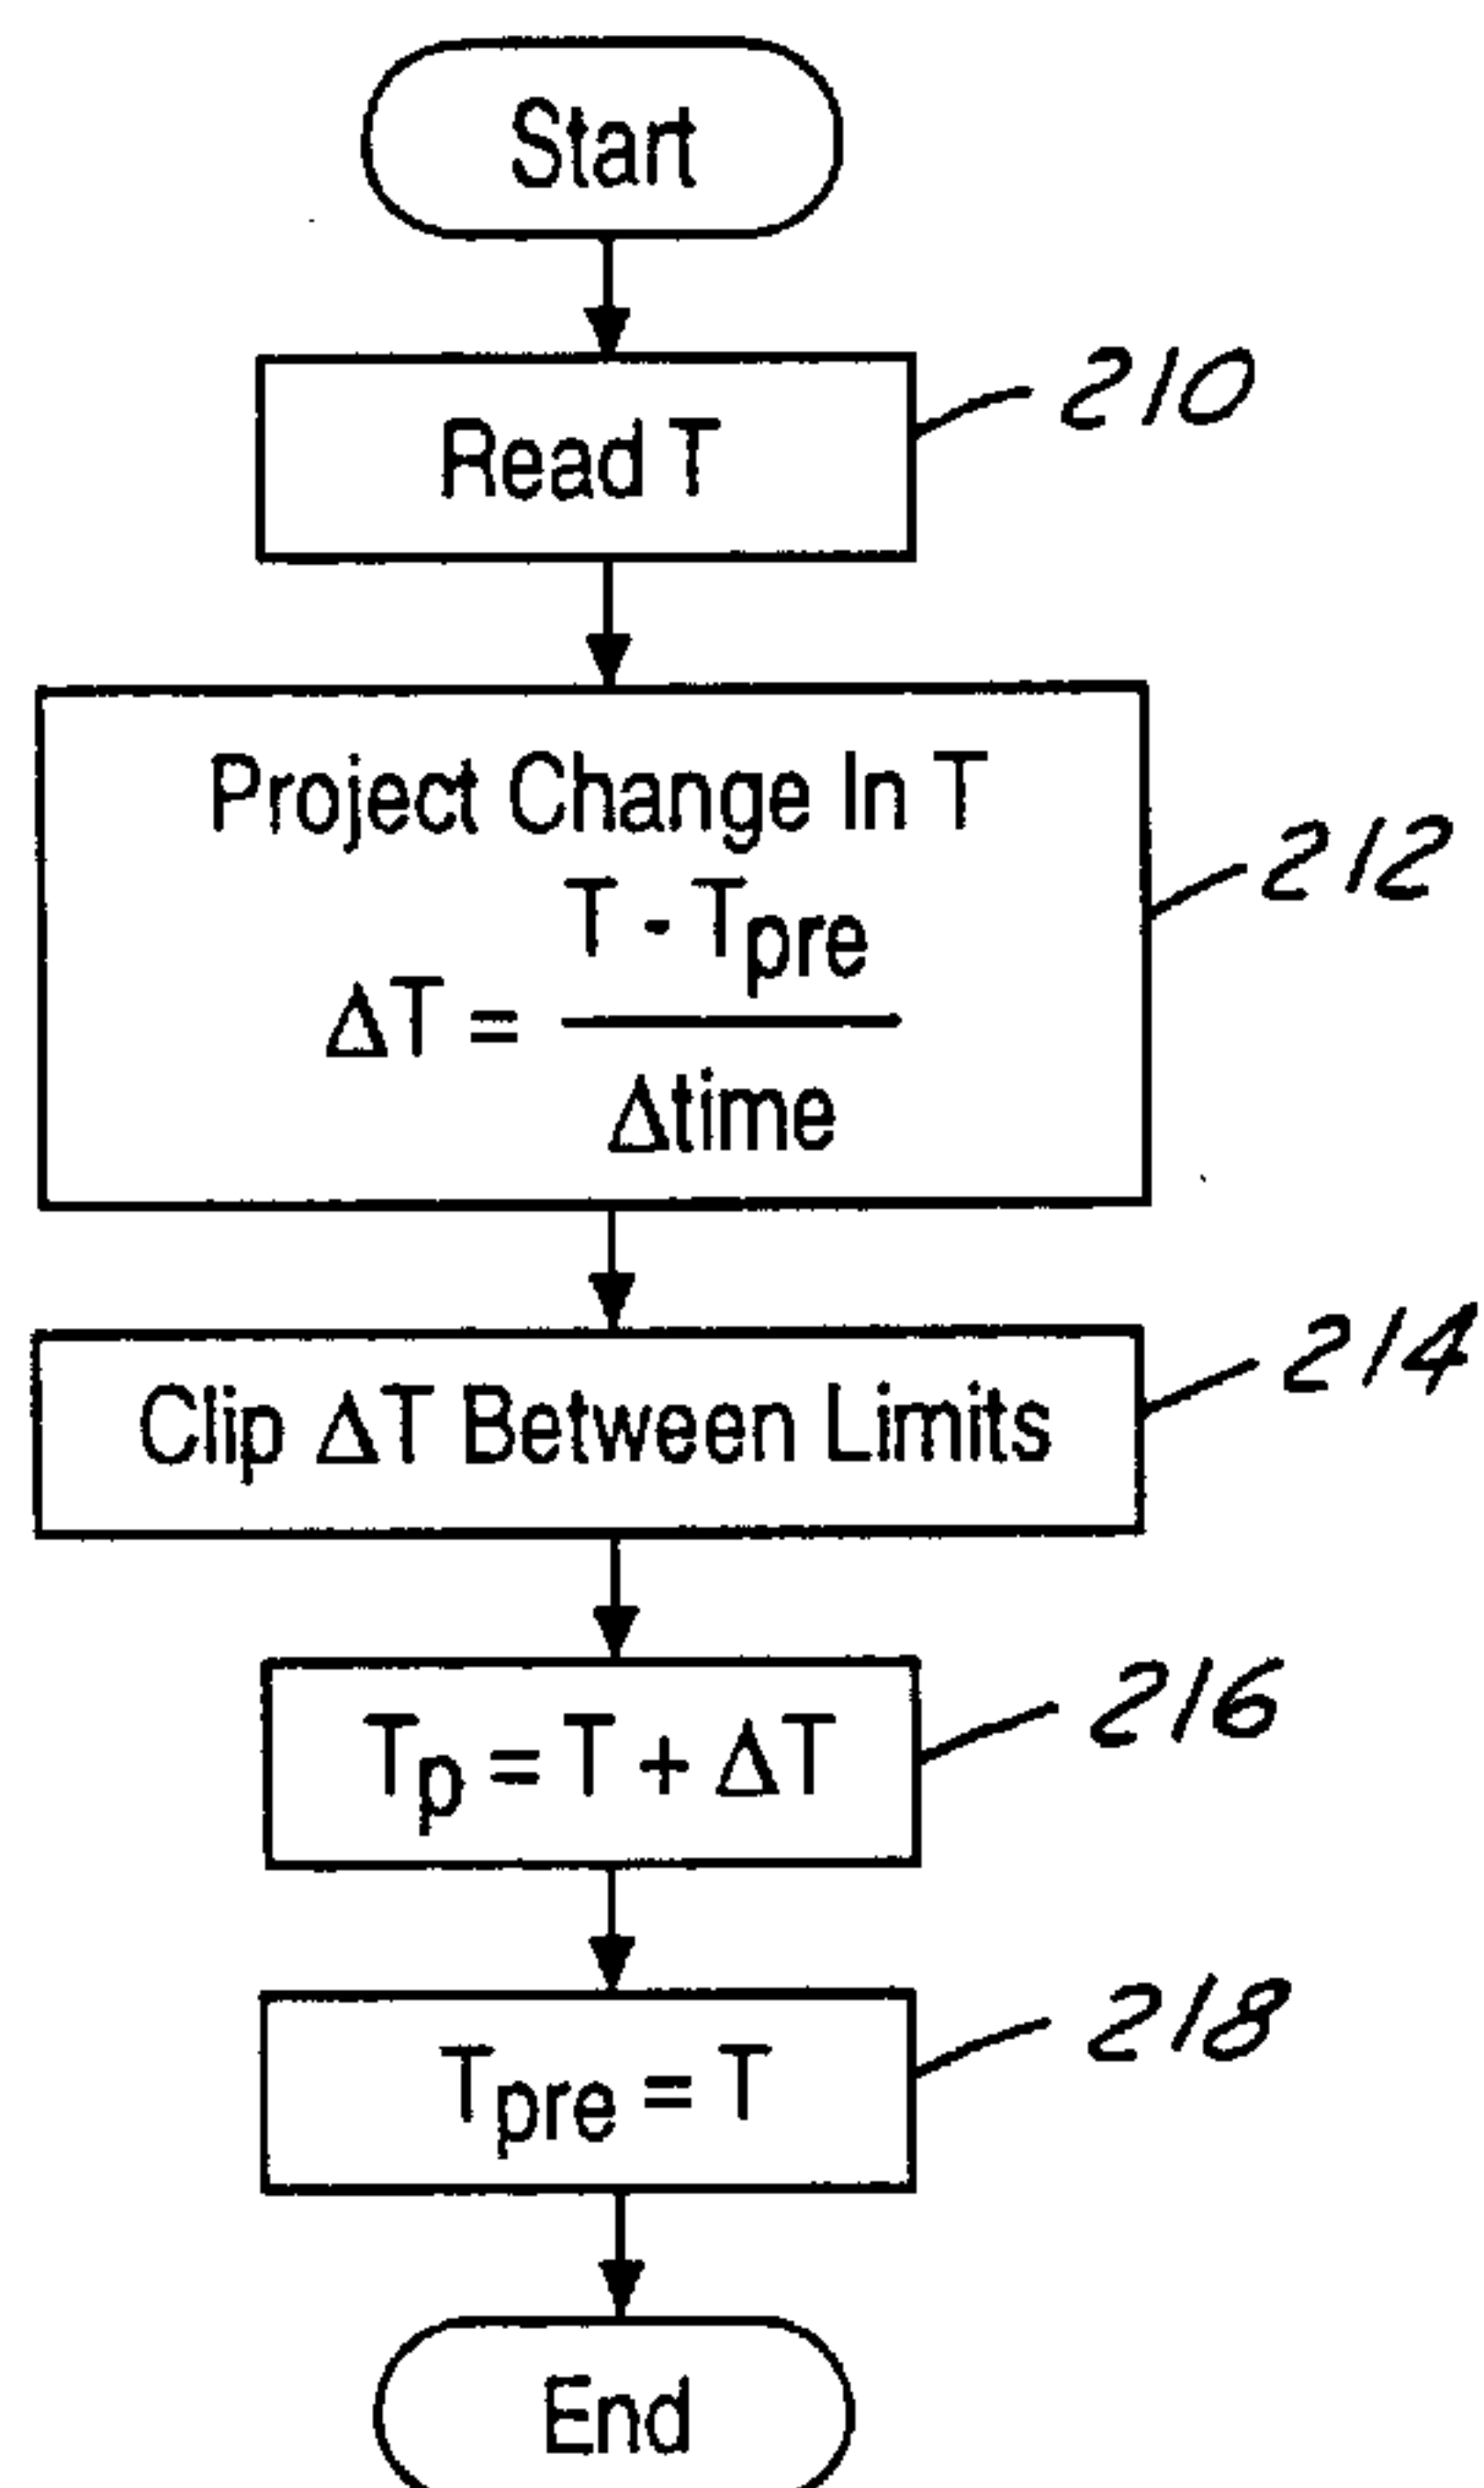 Start
Read T
210
Project Change In T
T - Tpre
ΔT =
Δtime
212
Clip ΔT Between Limits
214
Tp = T + ΔT
216
Tpre = T
218
End